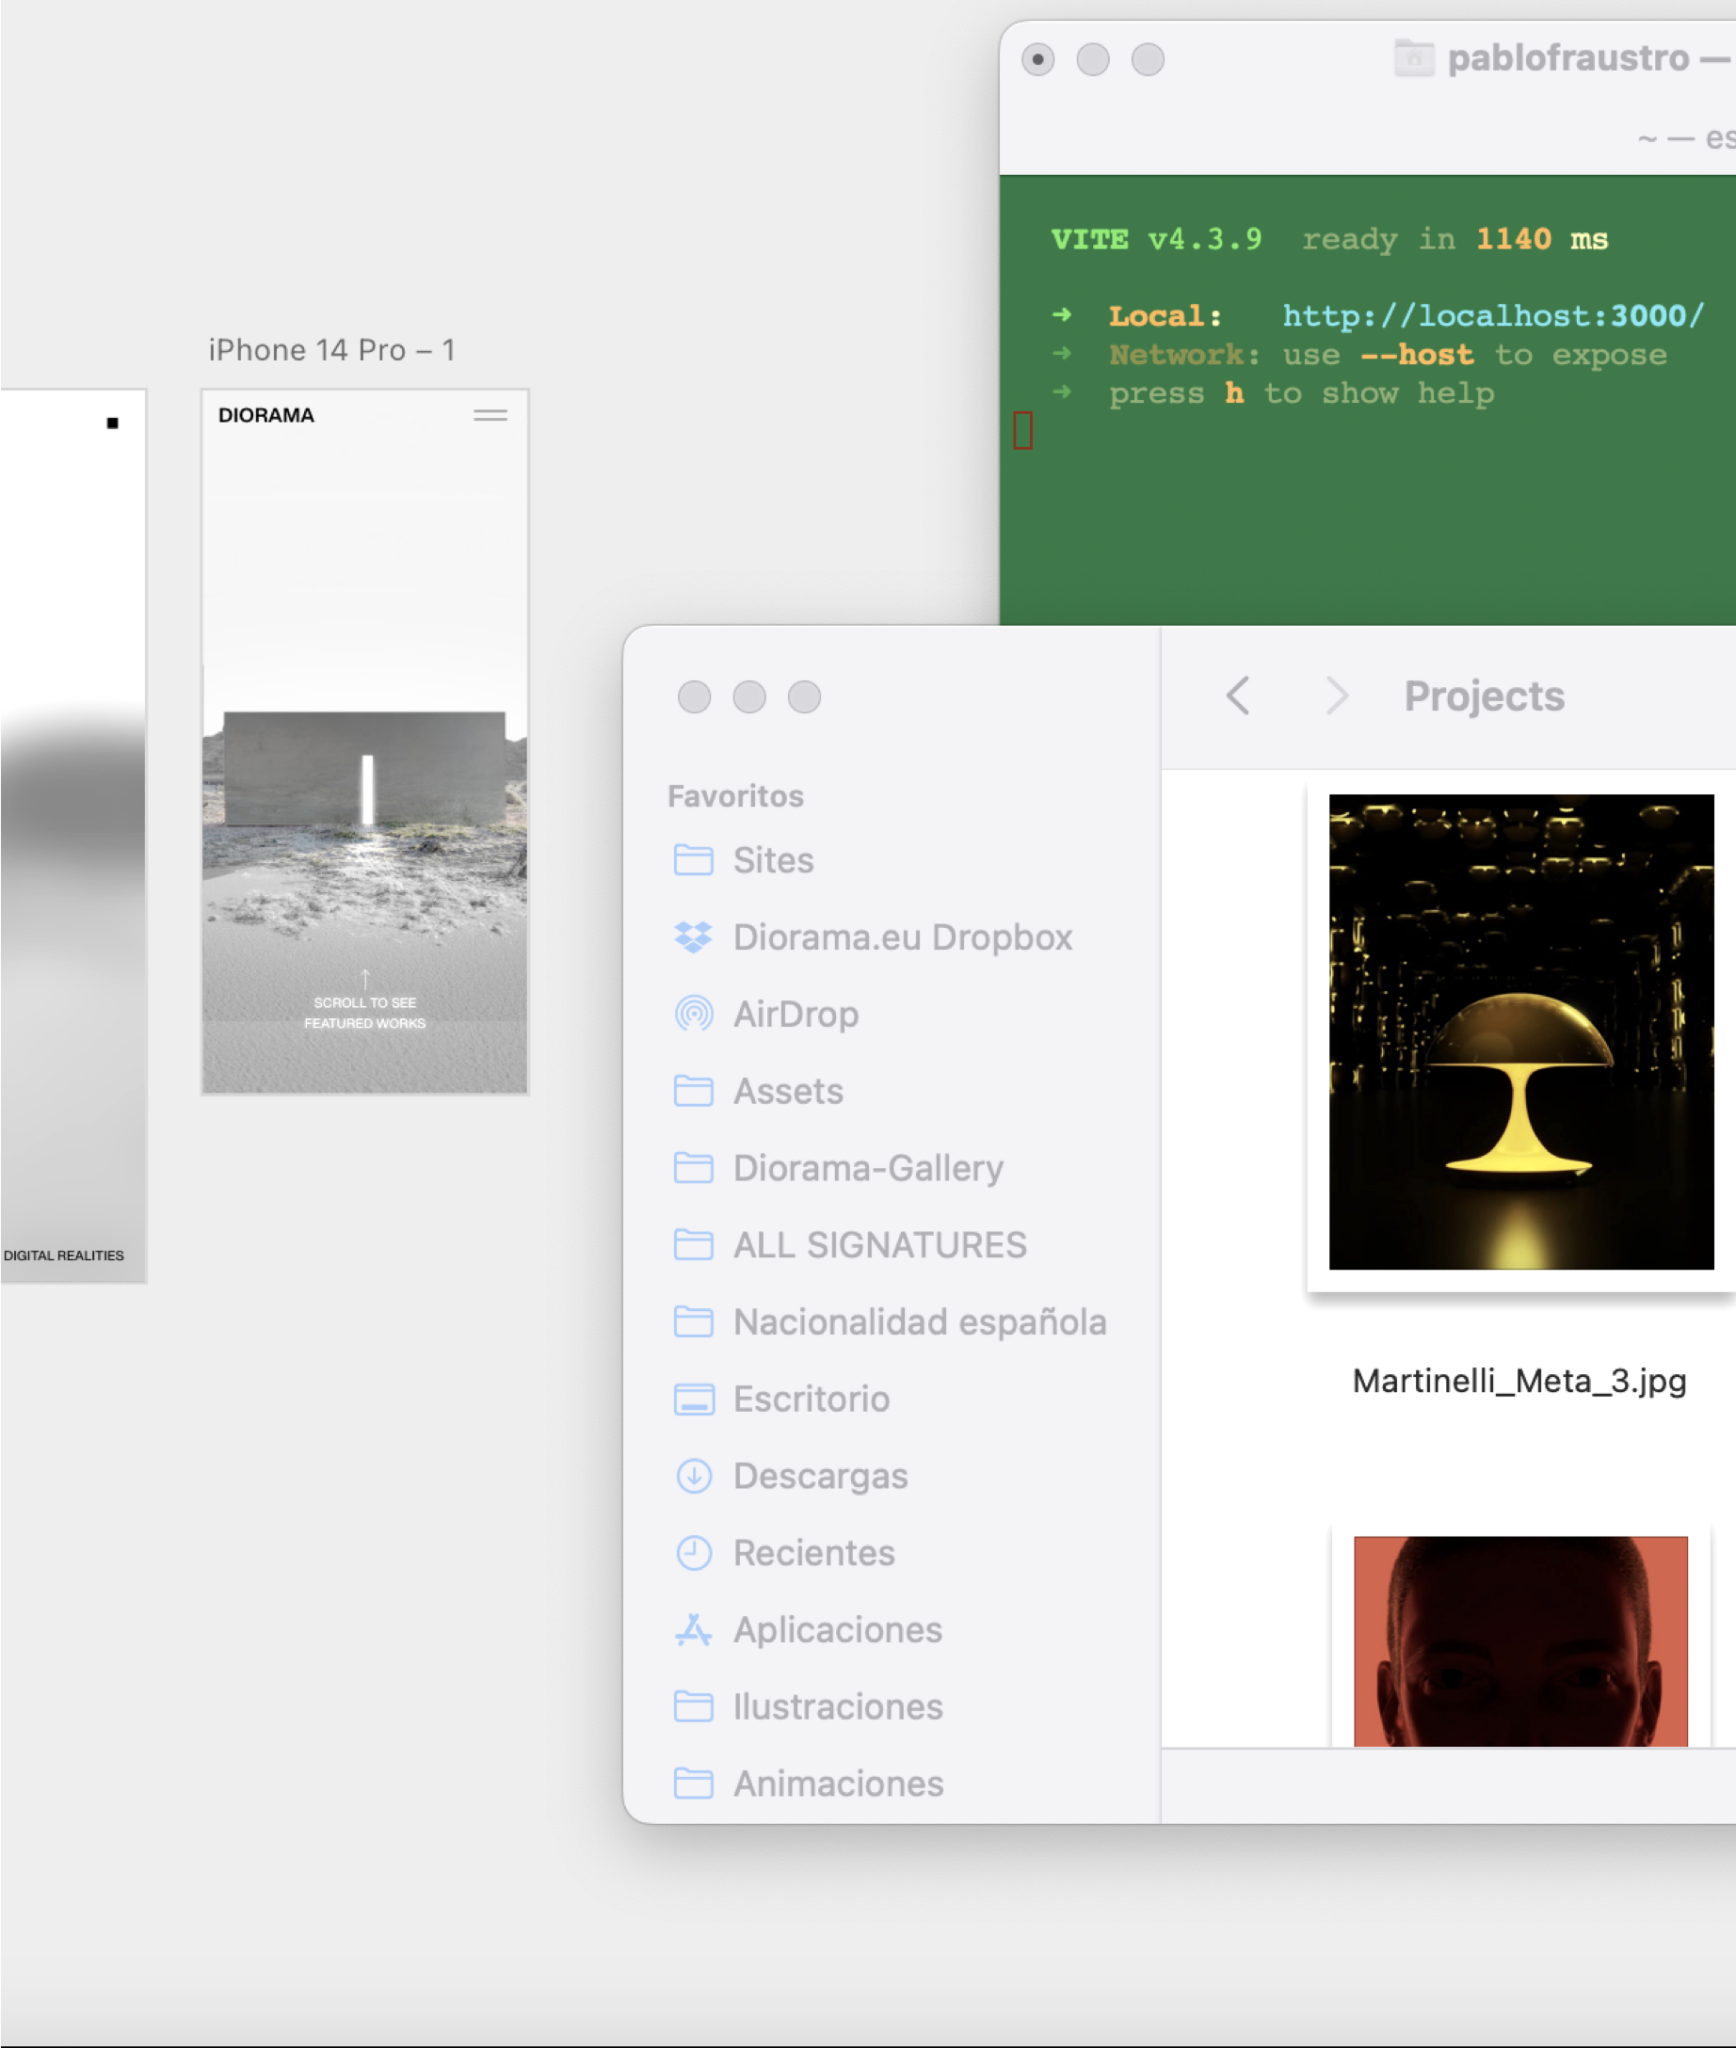 pablofraustro —
~ — es
VITE v4.3.9 ready in 1140 ms
➜ Local: http://localhost:3000/
➜ Network: use --host to expose
➜ press h to show help
iPhone 14 Pro – 1
DIORAMA
SCROLL TO SEE
FEATURED WORKS
DIGITAL REALITIES
Projects
Favoritos
Sites
Diorama.eu Dropbox
AirDrop
Assets
Diorama-Gallery
ALL SIGNATURES
Nacionalidad española
Escritorio
Descargas
Recientes
Aplicaciones
Ilustraciones
Animaciones
Martinelli_Meta_3.jpg